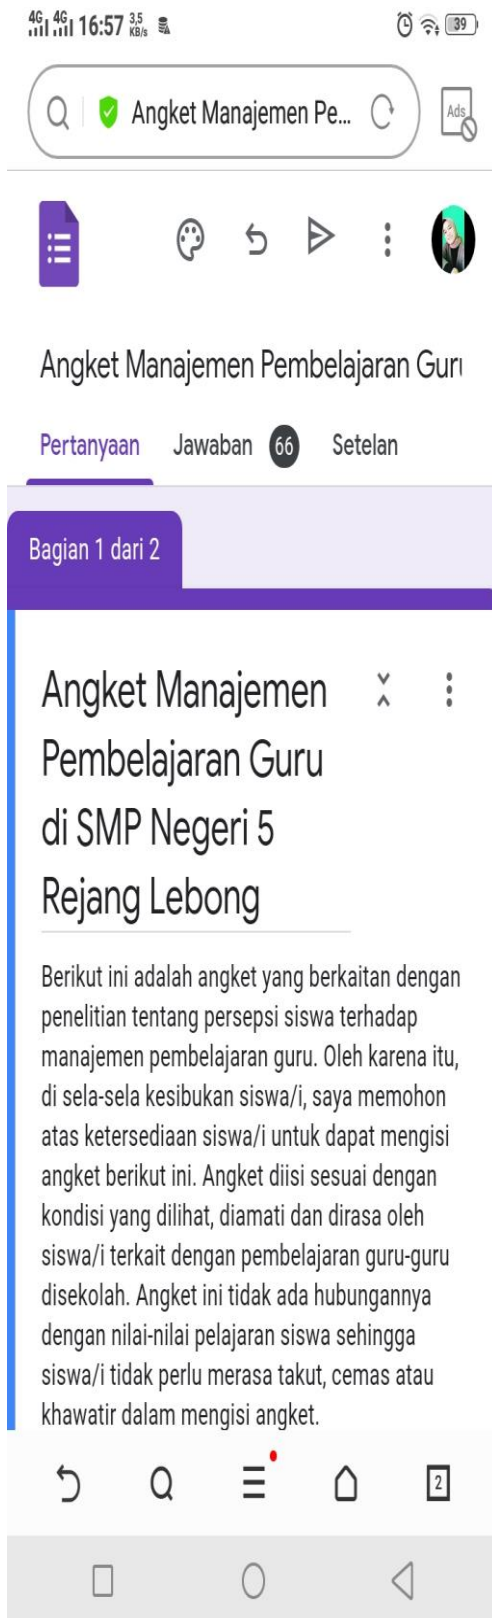 4G 4G 16:57 3,5 KB/s 39
Angket Manajemen Pe... Ads
Angket Manajemen Pembelajaran Guru
Pertanyaan Jawaban 66 Setelan
Bagian 1 dari 2
Angket Manajemen
Pembelajaran Guru
di SMP Negeri 5
Rejang Lebong
Berikut ini adalah angket yang berkaitan dengan
penelitian tentang persepsi siswa terhadap
manajemen pembelajaran guru. Oleh karena itu,
di sela-sela kesibukan siswa/i, saya memohon
atas ketersediaan siswa/i untuk dapat mengisi
angket berikut ini. Angket diisi sesuai dengan
kondisi yang dilihat, diamati dan dirasa oleh
siswa/i terkait dengan pembelajaran guru-guru
disekolah. Angket ini tidak ada hubungannya
dengan nilai-nilai pelajaran siswa sehingga
siswa/i tidak perlu merasa takut, cemas atau
khawatir dalam mengisi angket.
2